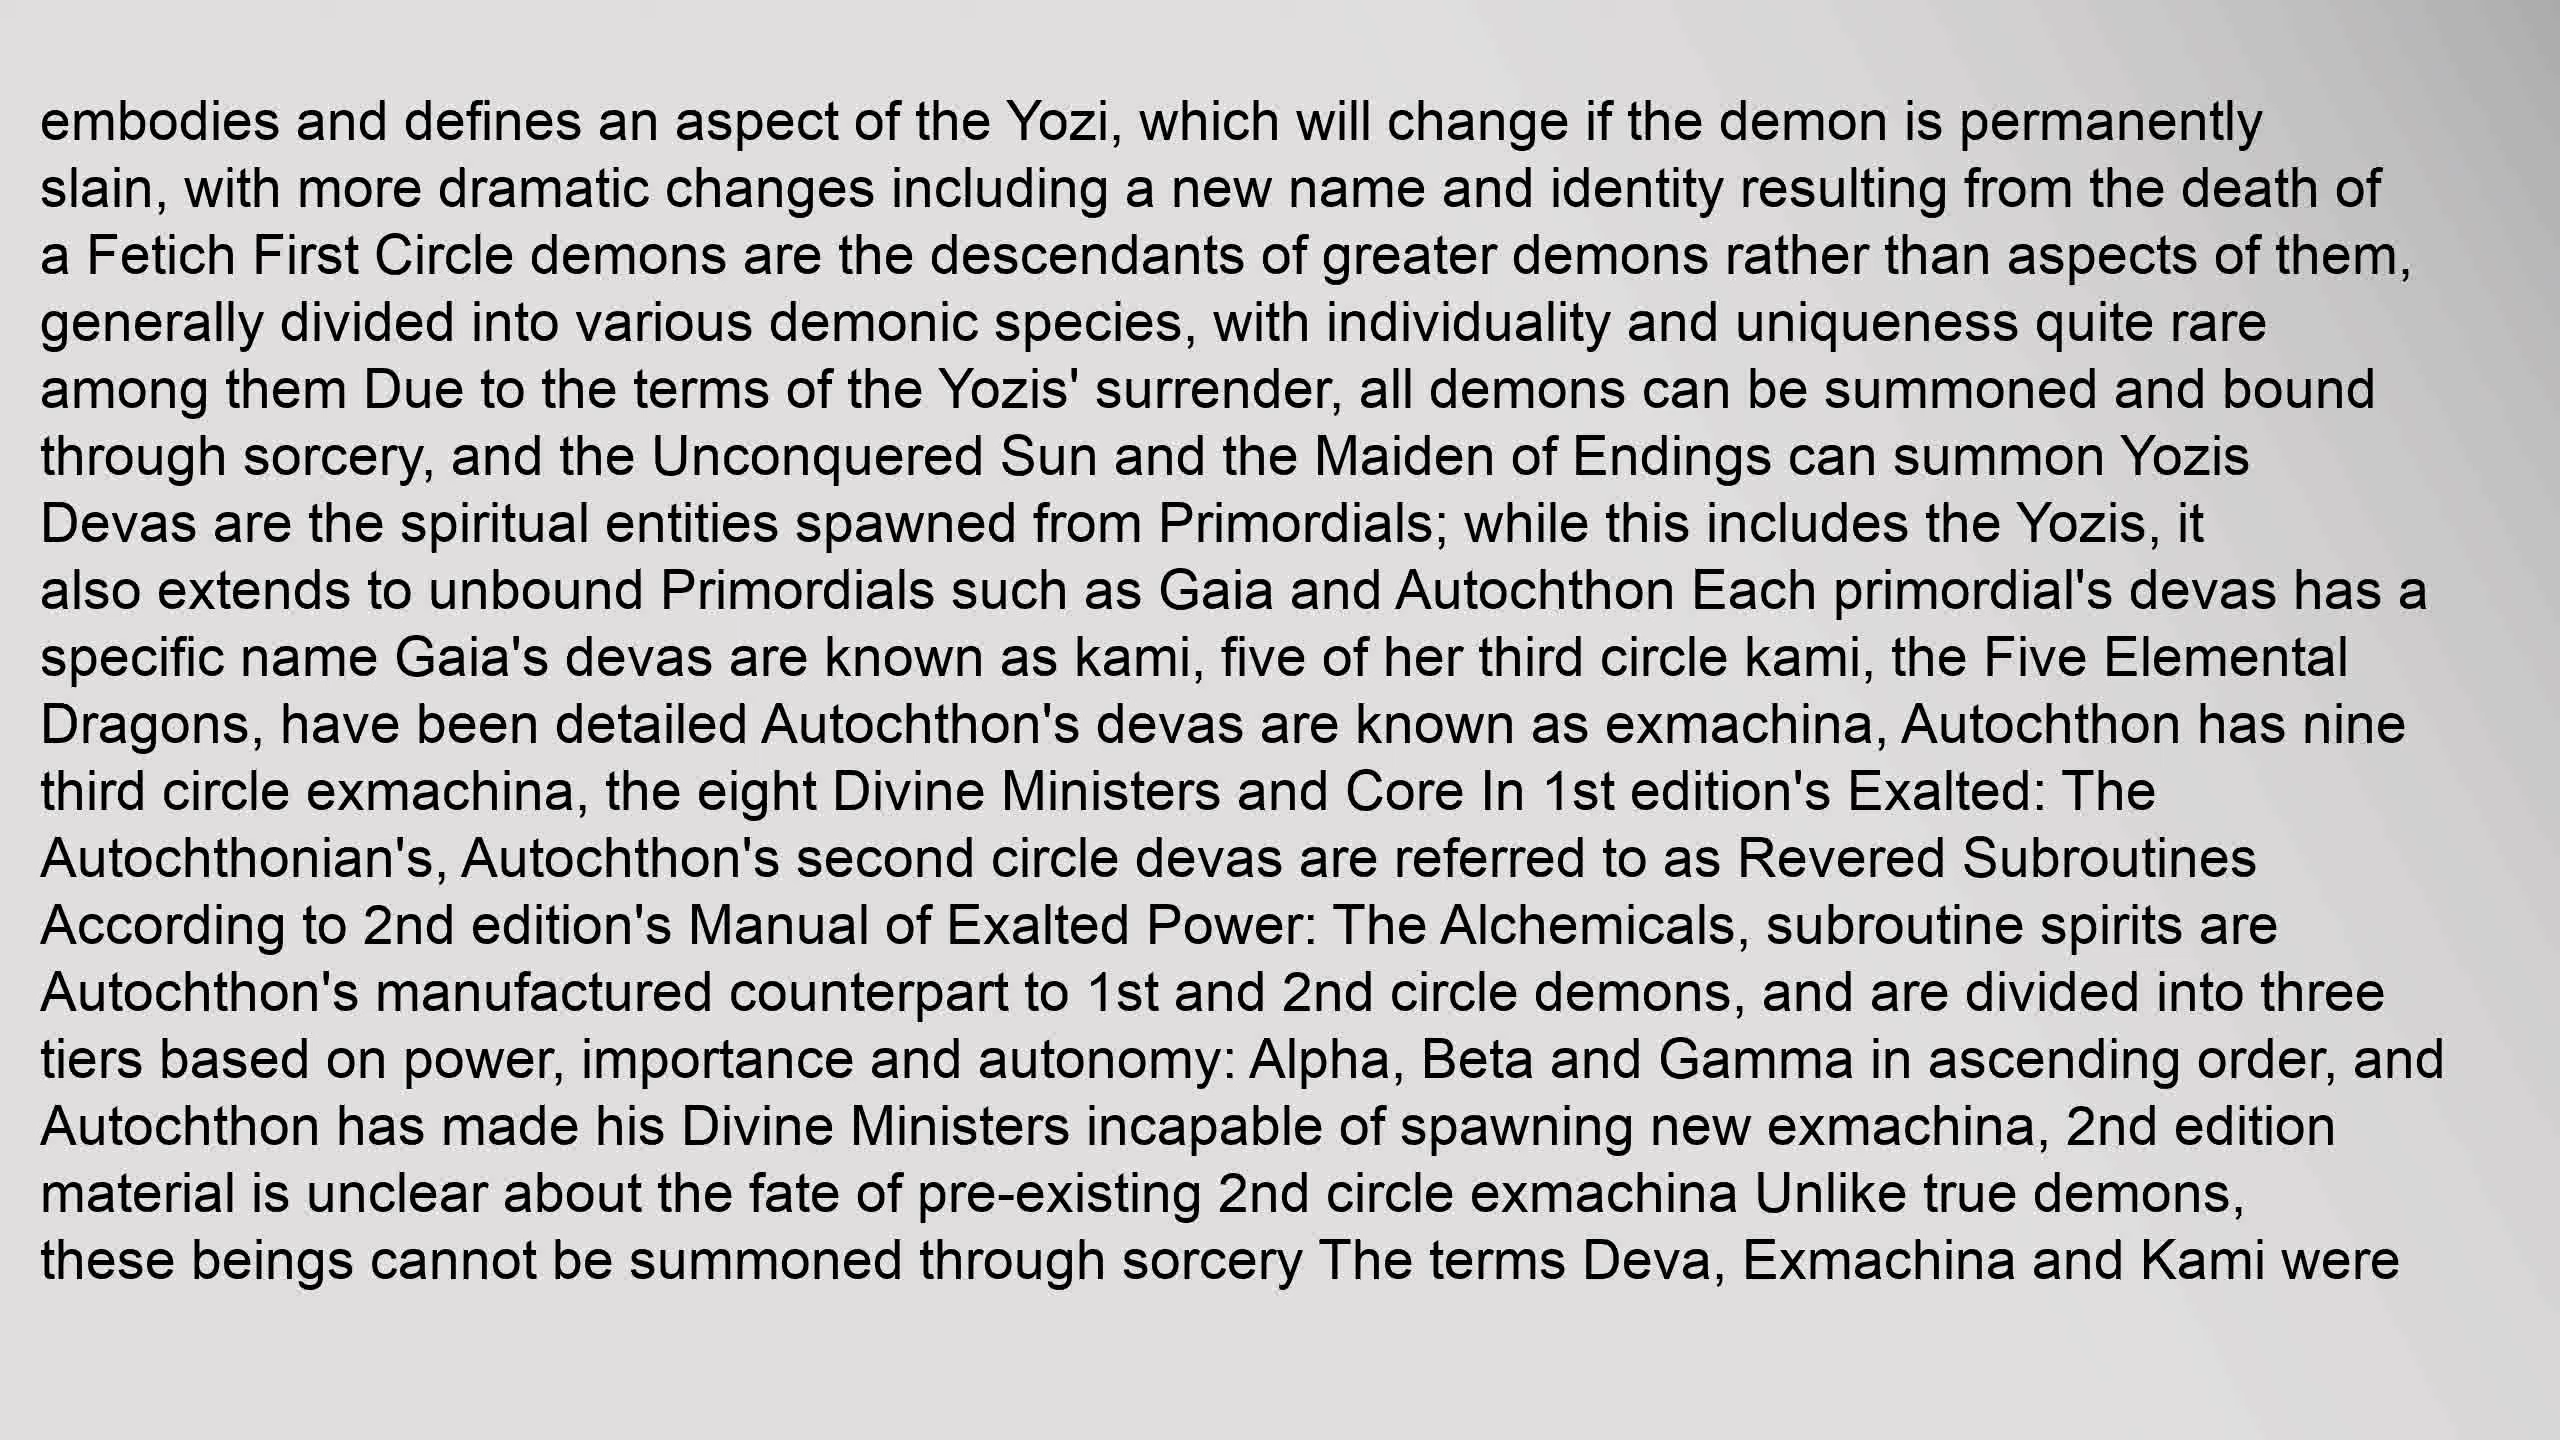 embodies and defines an aspect of the Yozi, which will change if the demon is permanently
slain, with more dramatic changes including a new name and identity resulting from the death of
a Fetich First Circle demons are the descendants of greater demons rather than aspects of them,
generally divided into various demonic species, with individuality and uniqueness quite rare
among them Due to the terms of the Yozis' surrender, all demons can be summoned and bound
through sorcery, and the Unconquered Sun and the Maiden of Endings can summon Yozis
Devas are the spiritual entities spawned from Primordials; while this includes the Yozis, it
also extends to unbound Primordials such as Gaia and Autochthon Each primordial's devas has a
specific name Gaia's devas are known as kami, five of her third circle kami, the Five Elemental
Dragons, have been detailed Autochthon's devas are known as exmachina, Autochthon has nine
third circle exmachina, the eight Divine Ministers and Core In 1st edition's Exalted: The
Autochthonian's, Autochthon's second circle devas are referred to as Revered Subroutines
According to 2nd edition's Manual of Exalted Power: The Alchemicals, subroutine spirits are
Autochthon's manufactured counterpart to 1st and 2nd circle demons, and are divided into three
tiers based on power, importance and autonomy: Alpha, Beta and Gamma in ascending order, and
Autochthon has made his Divine Ministers incapable of spawning new exmachina, 2nd edition
material is unclear about the fate of pre-existing 2nd circle exmachina Unlike true demons,
these beings cannot be summoned through sorcery The terms Deva, Exmachina and Kami were